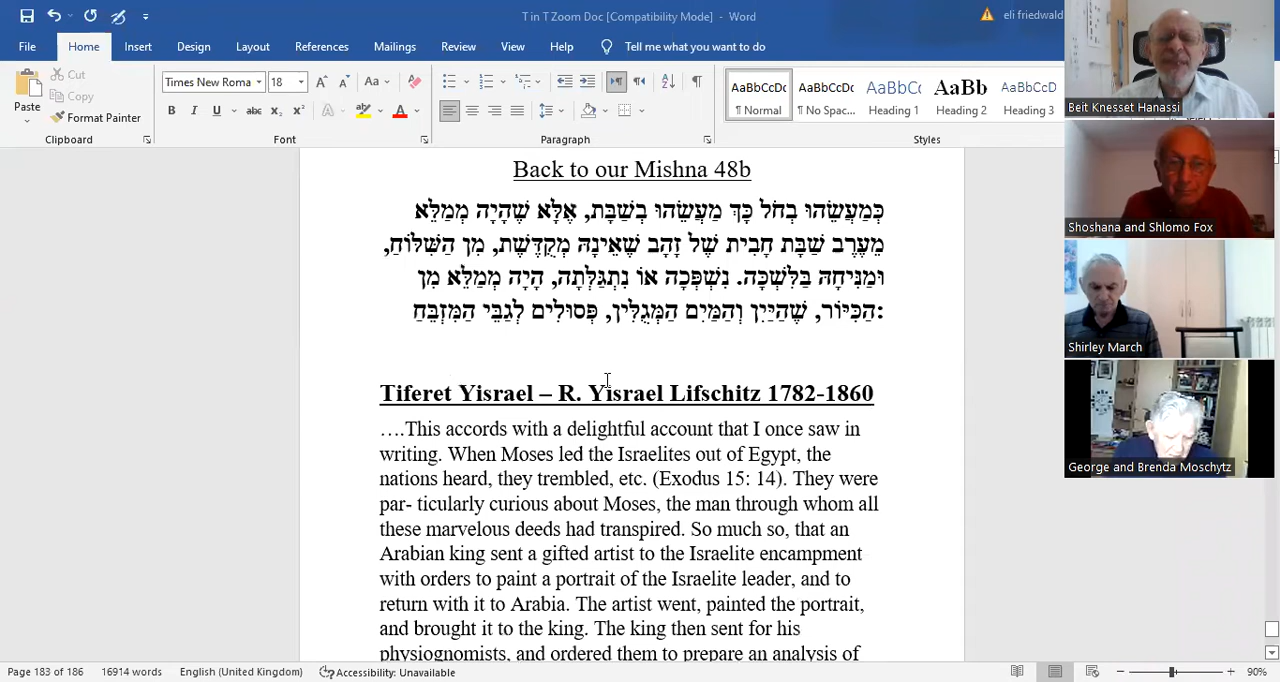 T in T Zoom Doc [Compatibility Mode] - Word
eli friedwald
File Home Insert Design Layout References Mailings Review View Help Tell me what you want to do
Paste
Cut
Copy
Format Painter
Clipboard
Times New Roma 18
Font
Paragraph
AaBbCcDc AaBbCcDc AaBbCc AaBb AaBbCcD
¶ Normal ¶ No Spac... Heading 1 Heading 2 Heading 3
Styles
Back to our Mishna 48b
כְּמַעֲשֵׂהוּ בְחֹל כָּךְ מַעֲשֵׂהוּ בְשַׁבָּת, אֶלָּא שֶׁהָיָה מְמַלֵּא
מֵעֶרֶב שַׁבָּת חָבִית שֶׁל זָהָב שֶׁאֵינָהּ מְקֻדֶּשֶׁת, מִן הַשִּׁלּוֹחַ,
וּמַנִּיחָהּ בַּלִּשְׁכָּה. נִשְׁפְּכָה אוֹ נִתְגַּלְּתָה, הָיָה מְמַלֵּא מִן
הַכִּיּוֹר, שֶׁהַיַּיִן וְהַמַּיִם הַמְּגֻלִּין, פְּסוּלִים לְגַבֵּי הַמִּזְבֵּחַ:
Tiferet Yisrael – R. Yisrael Lifschitz 1782-1860
….This accords with a delightful account that I once saw in
writing. When Moses led the Israelites out of Egypt, the
nations heard, they trembled, etc. (Exodus 15: 14). They were
par- ticularly curious about Moses, the man through whom all
these marvelous deeds had transpired. So much so, that an
Arabian king sent a gifted artist to the Israelite encampment
with orders to paint a portrait of the Israelite leader, and to
return with it to Arabia. The artist went, painted the portrait,
and brought it to the king. The king then sent for his
physiognomists, and ordered them to prepare an analysis of
Page 183 of 186 16914 words English (United Kingdom) Accessibility: Unavailable 90%
Beit Knesset Hanassi
Shoshana and Shlomo Fox
Shirley March
George and Brenda Moschytz